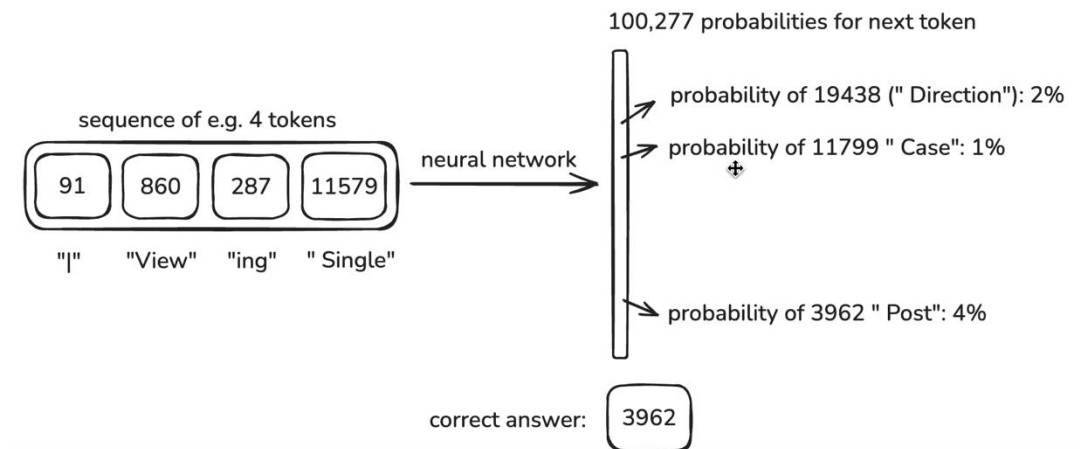 100,277 probabilities for next token
probability of 19438 (" Direction"): 2%
sequence of e.g. 4 tokens
probability of 11799 " Case": 1%
neural network
91 860 287 11579
"|" "View" "ing" " Single"
probability of 3962 " Post": 4%
correct answer: 3962